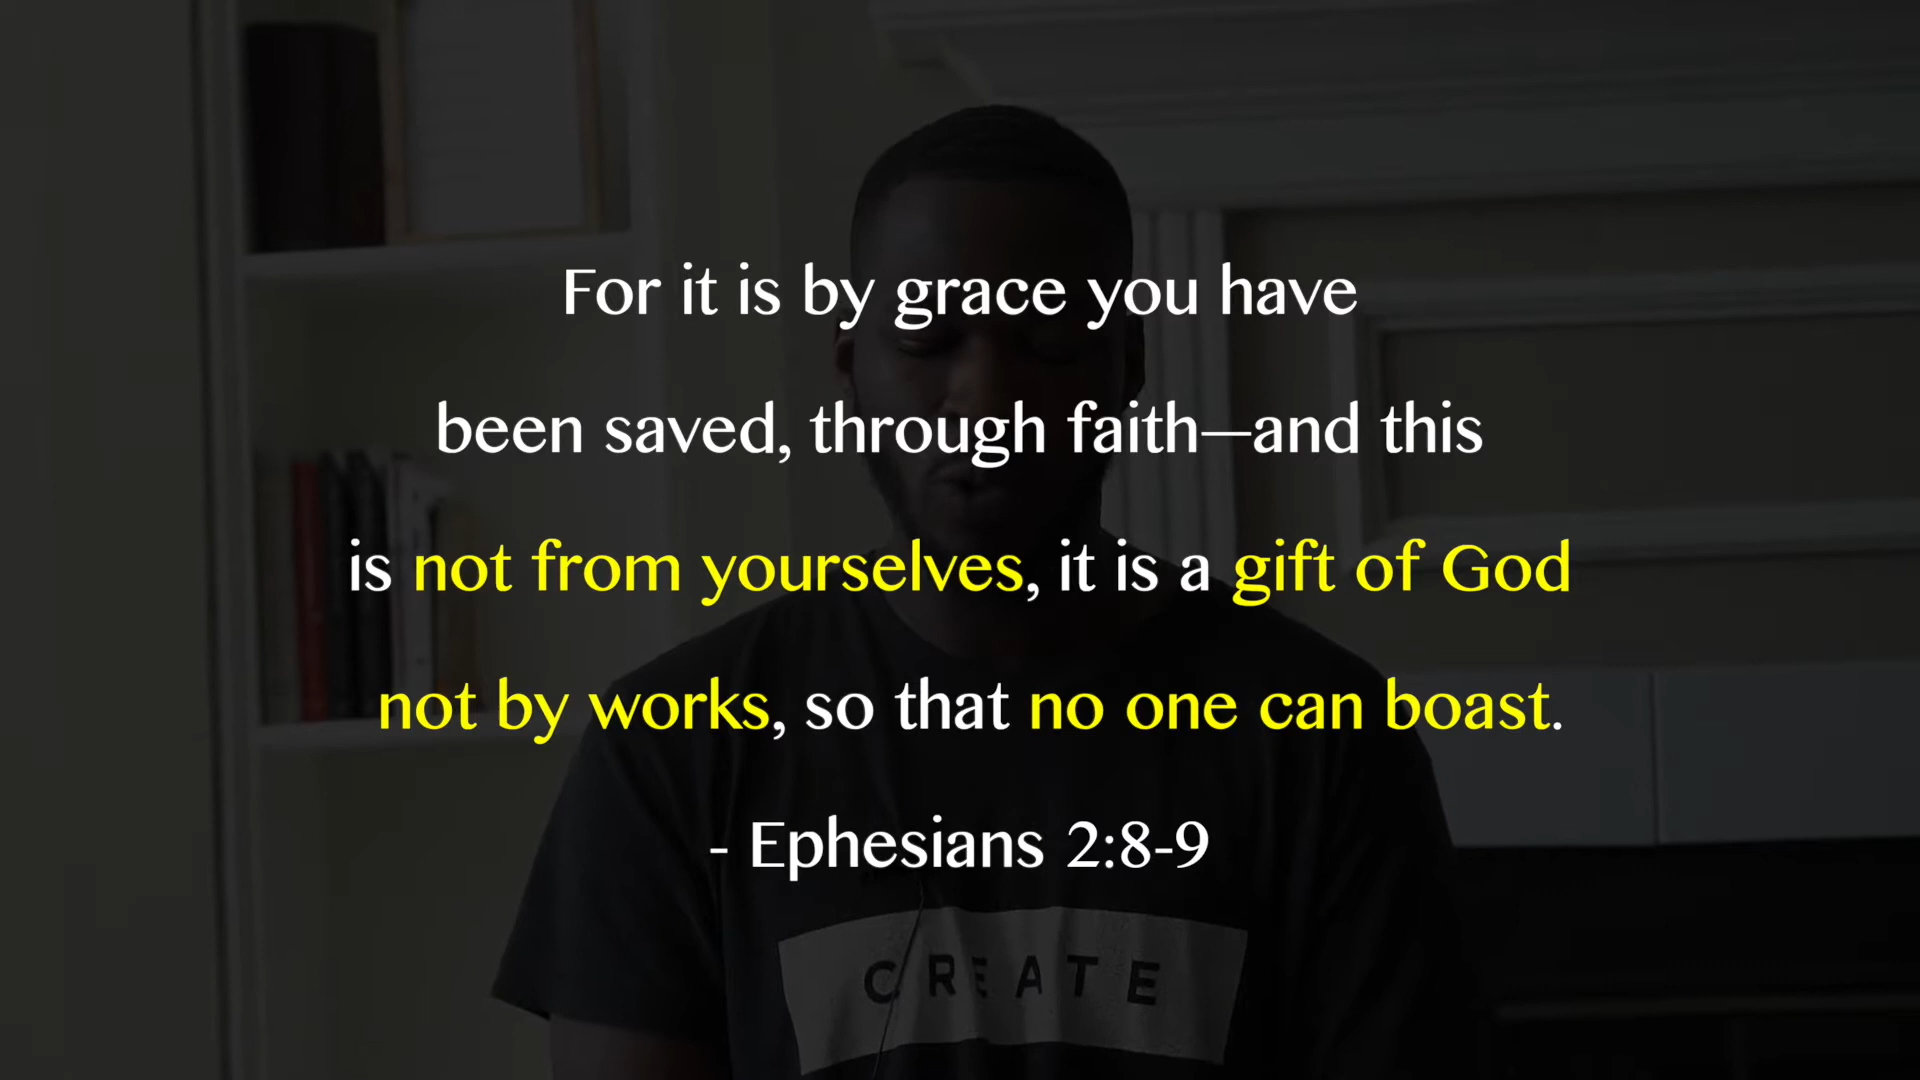 For it is by grace you have
been saved, through faith—and this
is not from yourselves, it is a gift of God
not by works, so that no one can boast.
- Ephesians 2:8-9
CREATE